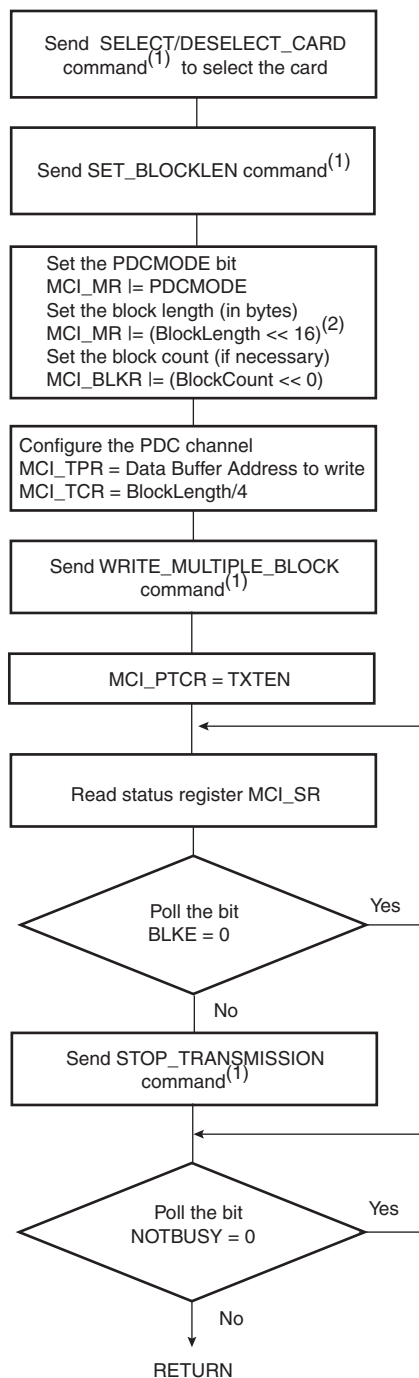 Send SELECT/DESELECT_CARD
command(1) to select the card
Send SET_BLOCKLEN command(1)
Set the PDCMODE bit
MCI_MR |= PDCMODE
Set the block length (in bytes)
MCI_MR |= (BlockLength << 16)(2)
Set the block count (if necessary)
MCI_BLKR |= (BlockCount << 0)
Configure the PDC channel
MCI_TPR = Data Buffer Address to write
MCI_TCR = BlockLength/4
Send WRITE_MULTIPLE_BLOCK
command(1)
MCI_PTCR = TXTEN
Read status register MCI_SR
Poll the bit
BLKE = 0
Yes
No
Send STOP_TRANSMISSION
command(1)
Poll the bit
NOTBUSY = 0
Yes
No
RETURN